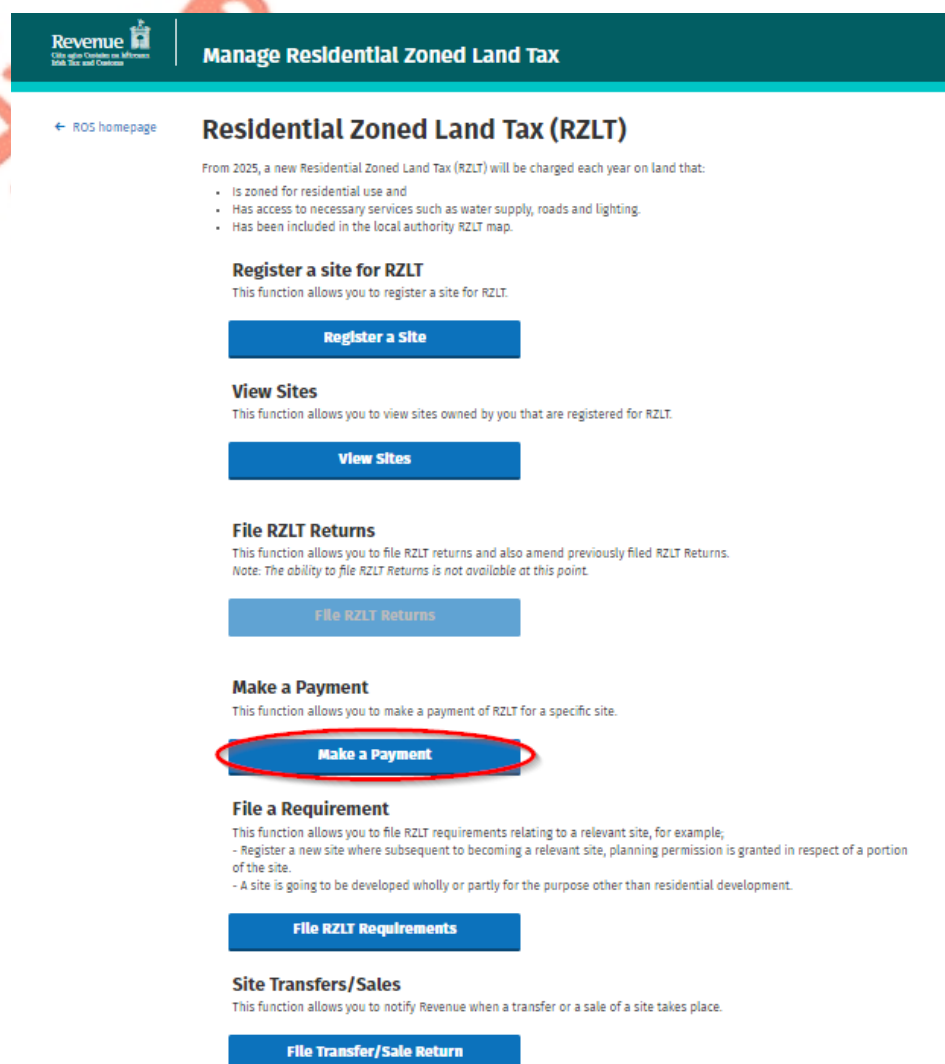 Revenue
Cáin agus Custaim na hÉireann
Irish Tax and Customs
Manage Residential Zoned Land Tax
← ROS homepage
Residential Zoned Land Tax (RZLT)
From 2025, a new Residential Zoned Land Tax (RZLT) will be charged each year on land that:
• Is zoned for residential use and
• Has access to necessary services such as water supply, roads and lighting.
• Has been included in the local authority RZLT map.
Register a site for RZLT
This function allows you to register a site for RZLT.
Register a Site
View Sites
This function allows you to view sites owned by you that are registered for RZLT.
View Sites
File RZLT Returns
This function allows you to file RZLT returns and also amend previously filed RZLT Returns.
Note: The ability to file RZLT Returns is not available at this point.
File RZLT Returns
Make a Payment
This function allows you to make a payment of RZLT for a specific site.
Make a Payment
File a Requirement
This function allows you to file RZLT requirements relating to a relevant site, for example;
- Register a new site where subsequent to becoming a relevant site, planning permission is granted in respect of a portion
of the site.
- A site is going to be developed wholly or partly for the purpose other than residential development.
File RZLT Requirements
Site Transfers/Sales
This function allows you to notify Revenue when a transfer or a sale of a site takes place.
File Transfer/Sale Return